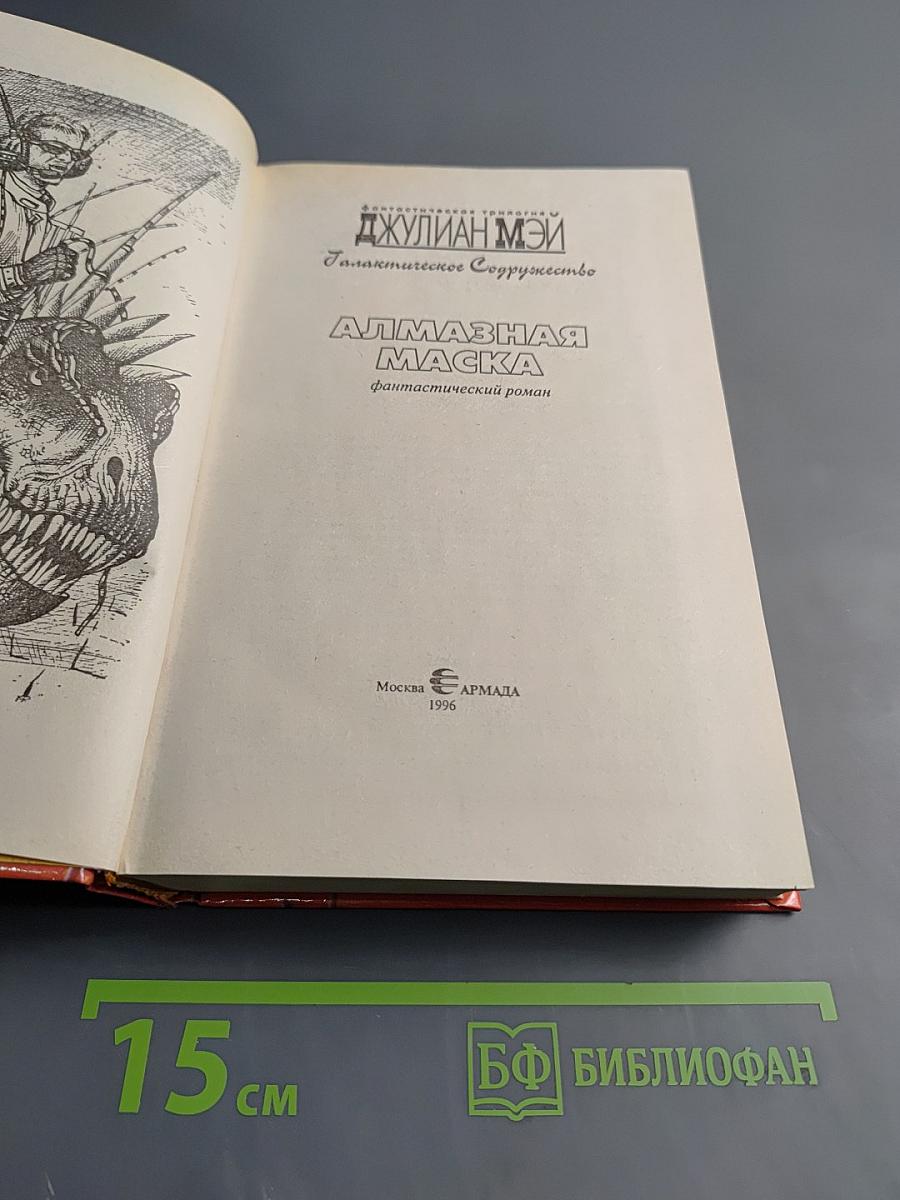 фантастическая трилогия
ДЖУЛИАН МЭЙ
Галактическое Содружество
АЛМАЗНАЯ
МАСКА
фантастический роман
Москва АРМАДА
1996
15 см
БФ БИБЛИОФАН